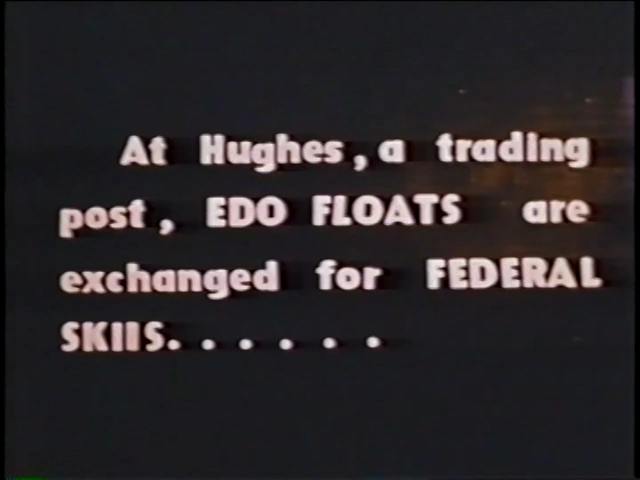 At Hughes, a trading
post, EDO FLOATS are
exchanged for FEDERAL
SKIIS......